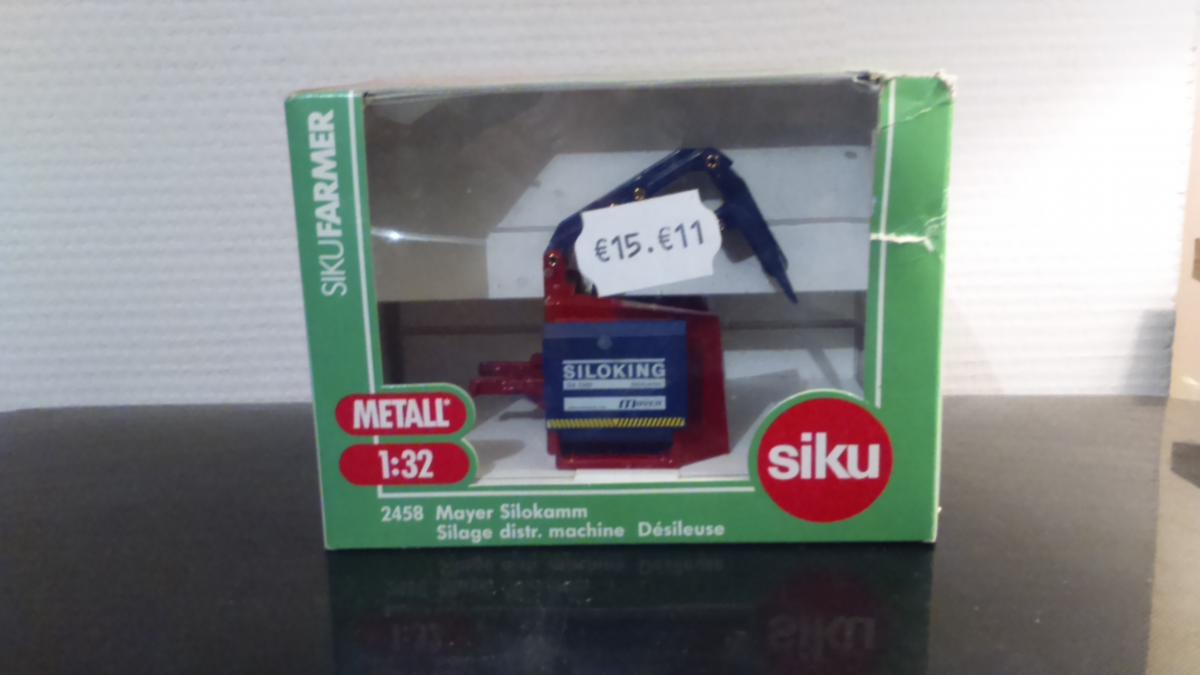 SIKUFARMER
€15.€11
SILOKING
METALL
1:32
siku
2458 Mayer Silokamm
Silage distr. machine Désileuse